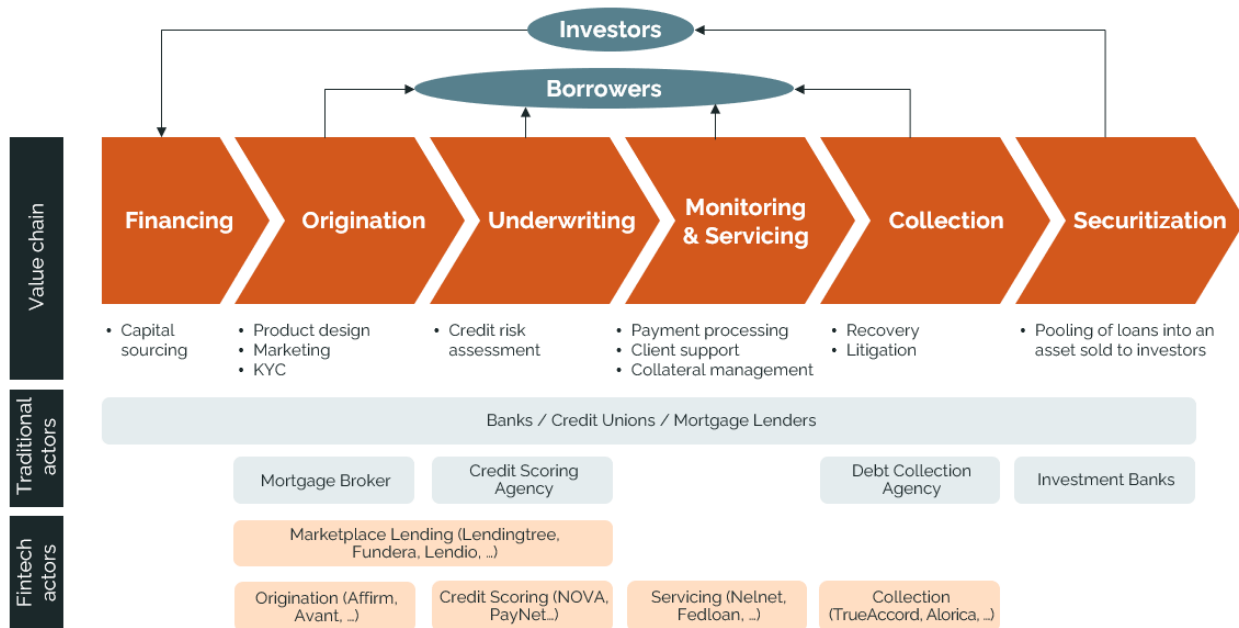 Investors
Borrowers
Value chain
Financing
Origination
Underwriting
Monitoring
& Servicing
Collection
Securitization
• Capital
sourcing
• Product design
• Marketing
• KYC
• Credit risk
assessment
• Payment processing
• Client support
• Collateral management
• Recovery
• Litigation
• Pooling of loans into an
asset sold to investors
Traditional
actors
Banks / Credit Unions / Mortgage Lenders
Mortgage Broker
Credit Scoring
Agency
Debt Collection
Agency
Investment Banks
Fintech
actors
Marketplace Lending (Lendingtree,
Fundera, Lendio, …)
Origination (Affirm,
Avant, …)
Credit Scoring (NOVA,
PayNet…)
Servicing (Nelnet,
Fedloan, …)
Collection
(TrueAccord, Alorica, …)